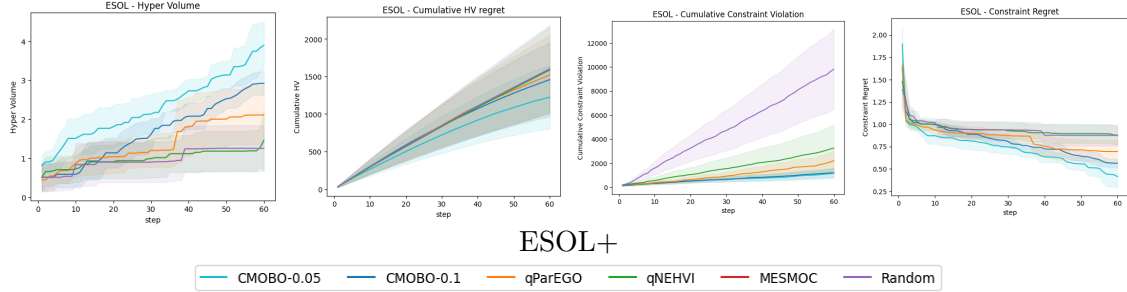 ESOL - Hyper Volume
Hyper Volume
4
3
2
1
0
0 10 20 30 40 50 60
step
ESOL - Cumulative HV regret
Cumulative HV
2000
1500
1000
500
0
0 10 20 30 40 50 60
step
ESOL - Cumulative Constraint Violation
Cumulative Constraint Violation
12000
10000
8000
6000
4000
2000
0
0 10 20 30 40 50 60
step
ESOL - Constraint Regret
Constraint Regret
2.00
1.75
1.50
1.25
1.00
0.75
0.50
0.25
0 10 20 30 40 50 60
step
ESOL+
CMOBO-0.05 CMOBO-0.1 qParEGO qNEHVI MESMOC Random